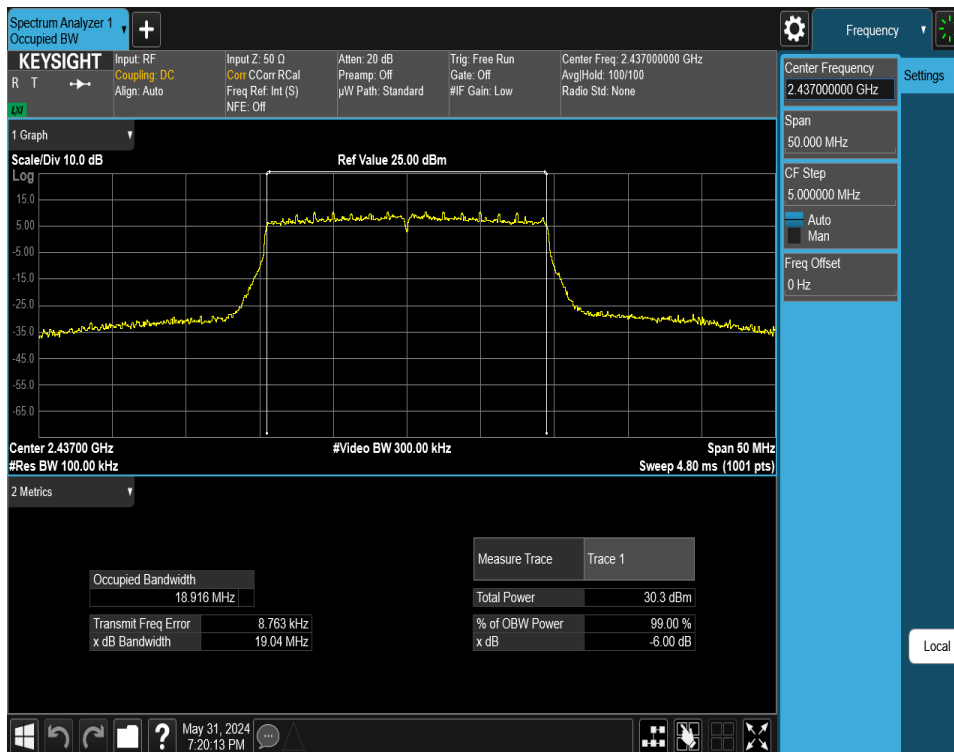 Spectrum Analyzer 1
Occupied BW
Frequency
KEYSIGHT
R T
LXI
Input: RF
Coupling: DC
Align: Auto
Input Z: 50 Ω
Corr CCorr RCal
Freq Ref: Int (S)
NFE: Off
Atten: 20 dB
Preamp: Off
µW Path: Standard
Trig: Free Run
Gate: Off
#IF Gain: Low
Center Freq: 2.437000000 GHz
Avg|Hold: 100/100
Radio Std: None
Center Frequency
2.437000000 GHz
Settings
Span
50.000 MHz
CF Step
5.000000 MHz
Auto
Man
Freq Offset
0 Hz
Local
1 Graph
Scale/Div 10.0 dB
Ref Value 25.00 dBm
Log
15.0
5.00
-5.00
-15.0
-25.0
-35.0
-45.0
-55.0
-65.0
Center 2.43700 GHz
#Video BW 300.00 kHz
Span 50 MHz
#Res BW 100.00 kHz
Sweep 4.80 ms (1001 pts)
2 Metrics
Measure Trace
Trace 1
Occupied Bandwidth
18.916 MHz
Total Power
30.3 dBm
Transmit Freq Error
8.763 kHz
% of OBW Power
99.00 %
x dB Bandwidth
19.04 MHz
x dB
-6.00 dB
?
May 31, 2024
7:20:13 PM